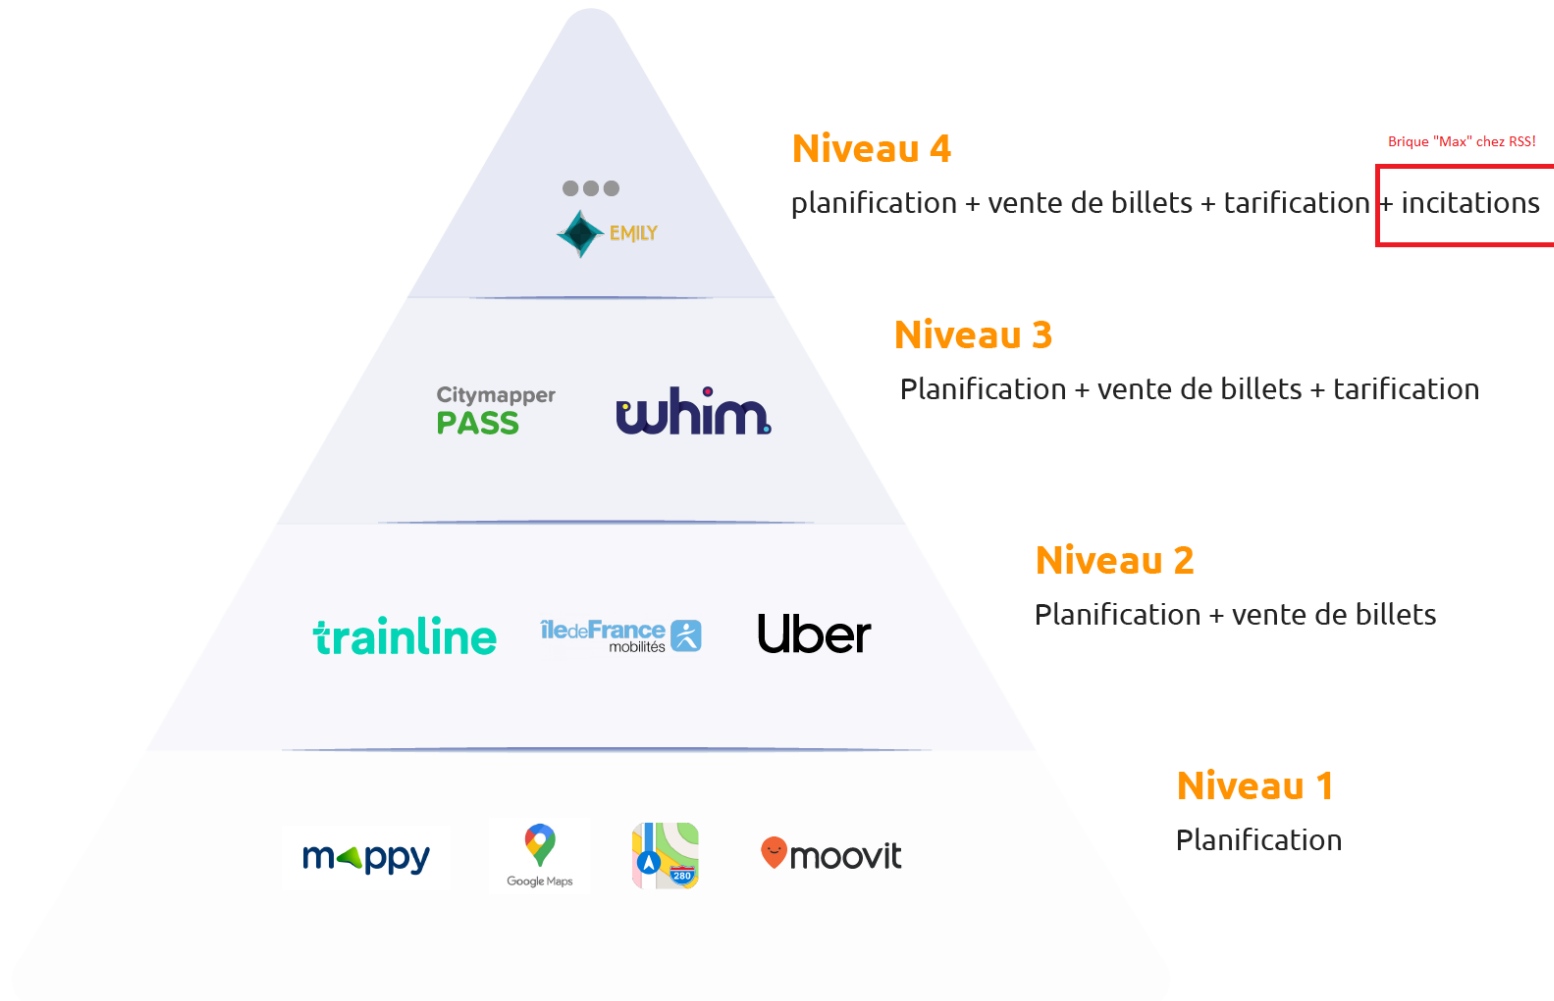 Niveau 4
Brique "Max" chez RSS!
planification + vente de billets + tarification + incitations
EMILY
Niveau 3
Planification + vente de billets + tarification
Citymapper
PASS
whim
Niveau 2
Planification + vente de billets
trainline
îledeFrance
mobilités
Uber
Niveau 1
Planification
mappy
Google Maps
280
moovit